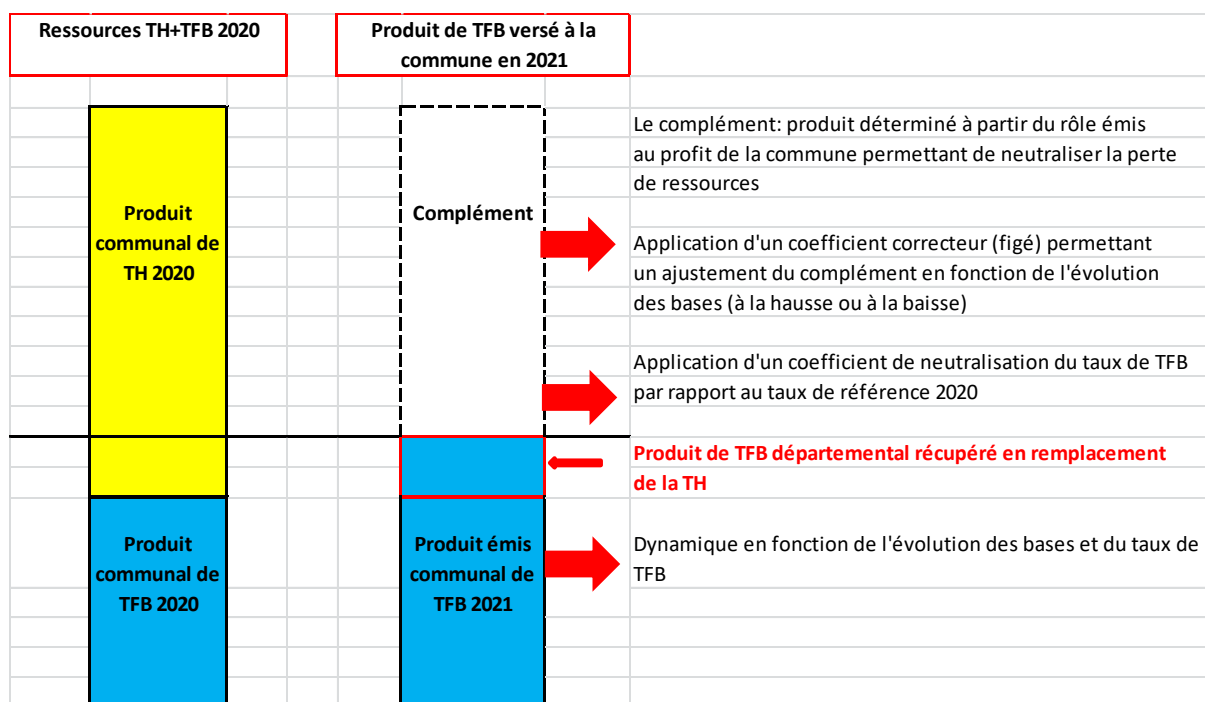 Ressources TH+TFB 2020
Produit de TFB versé à la
commune en 2021
Le complément: produit déterminé à partir du rôle émis
au profit de la commune permettant de neutraliser la perte
de ressources
Produit
communal de
TH 2020
Complément
Application d'un coefficient correcteur (figé) permettant
un ajustement du complément en fonction de l'évolution
des bases (à la hausse ou à la baisse)
Application d'un coefficient de neutralisation du taux de TFB
par rapport au taux de référence 2020
Produit de TFB départemental récupéré en remplacement
de la TH
Produit
communal de
TFB 2020
Produit émis
communal de
TFB 2021
Dynamique en fonction de l'évolution des bases et du taux de
TFB